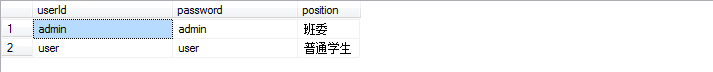 userId password position
1 admin admin 班委
2 user user 普通学生